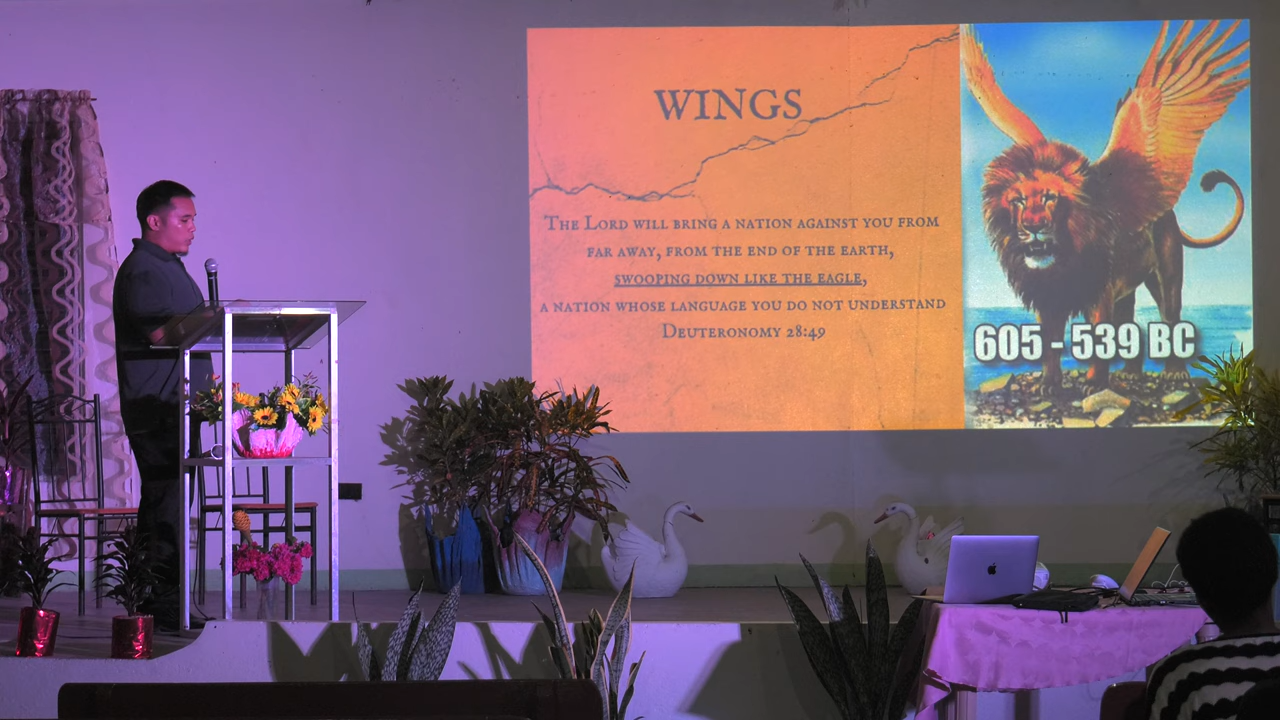 WINGS
The Lord will bring a nation against you from
far away, from the end of the earth,
swooping down like the eagle,
a nation whose language you do not understand
Deuteronomy 28:49
605 - 539 BC